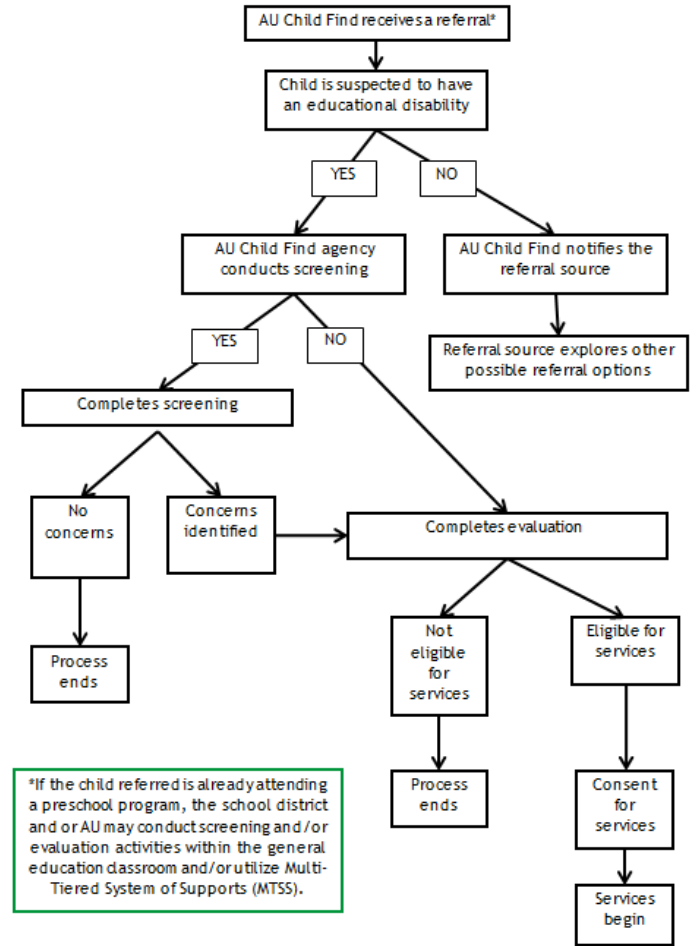 AU Child Find receives a referral*
Child is suspected to have
an educational disability
YES
NO
AU Child Find agency
conducts screening
AU Child Find notifies the
referral source
YES
NO
Referral source explores other
possible referral options
Completes screening
No
concerns
Concerns
identified
Completes evaluation
Process
ends
Not
eligible
for
services
Eligible for
services
Process
ends
Consent
for
services
Services
begin
*If the child referred is already attending
a preschool program, the school district
and or AU may conduct screening and/or
evaluation activities within the general
education classroom and/or utilize Multi-
Tiered System of Supports (MTSS).